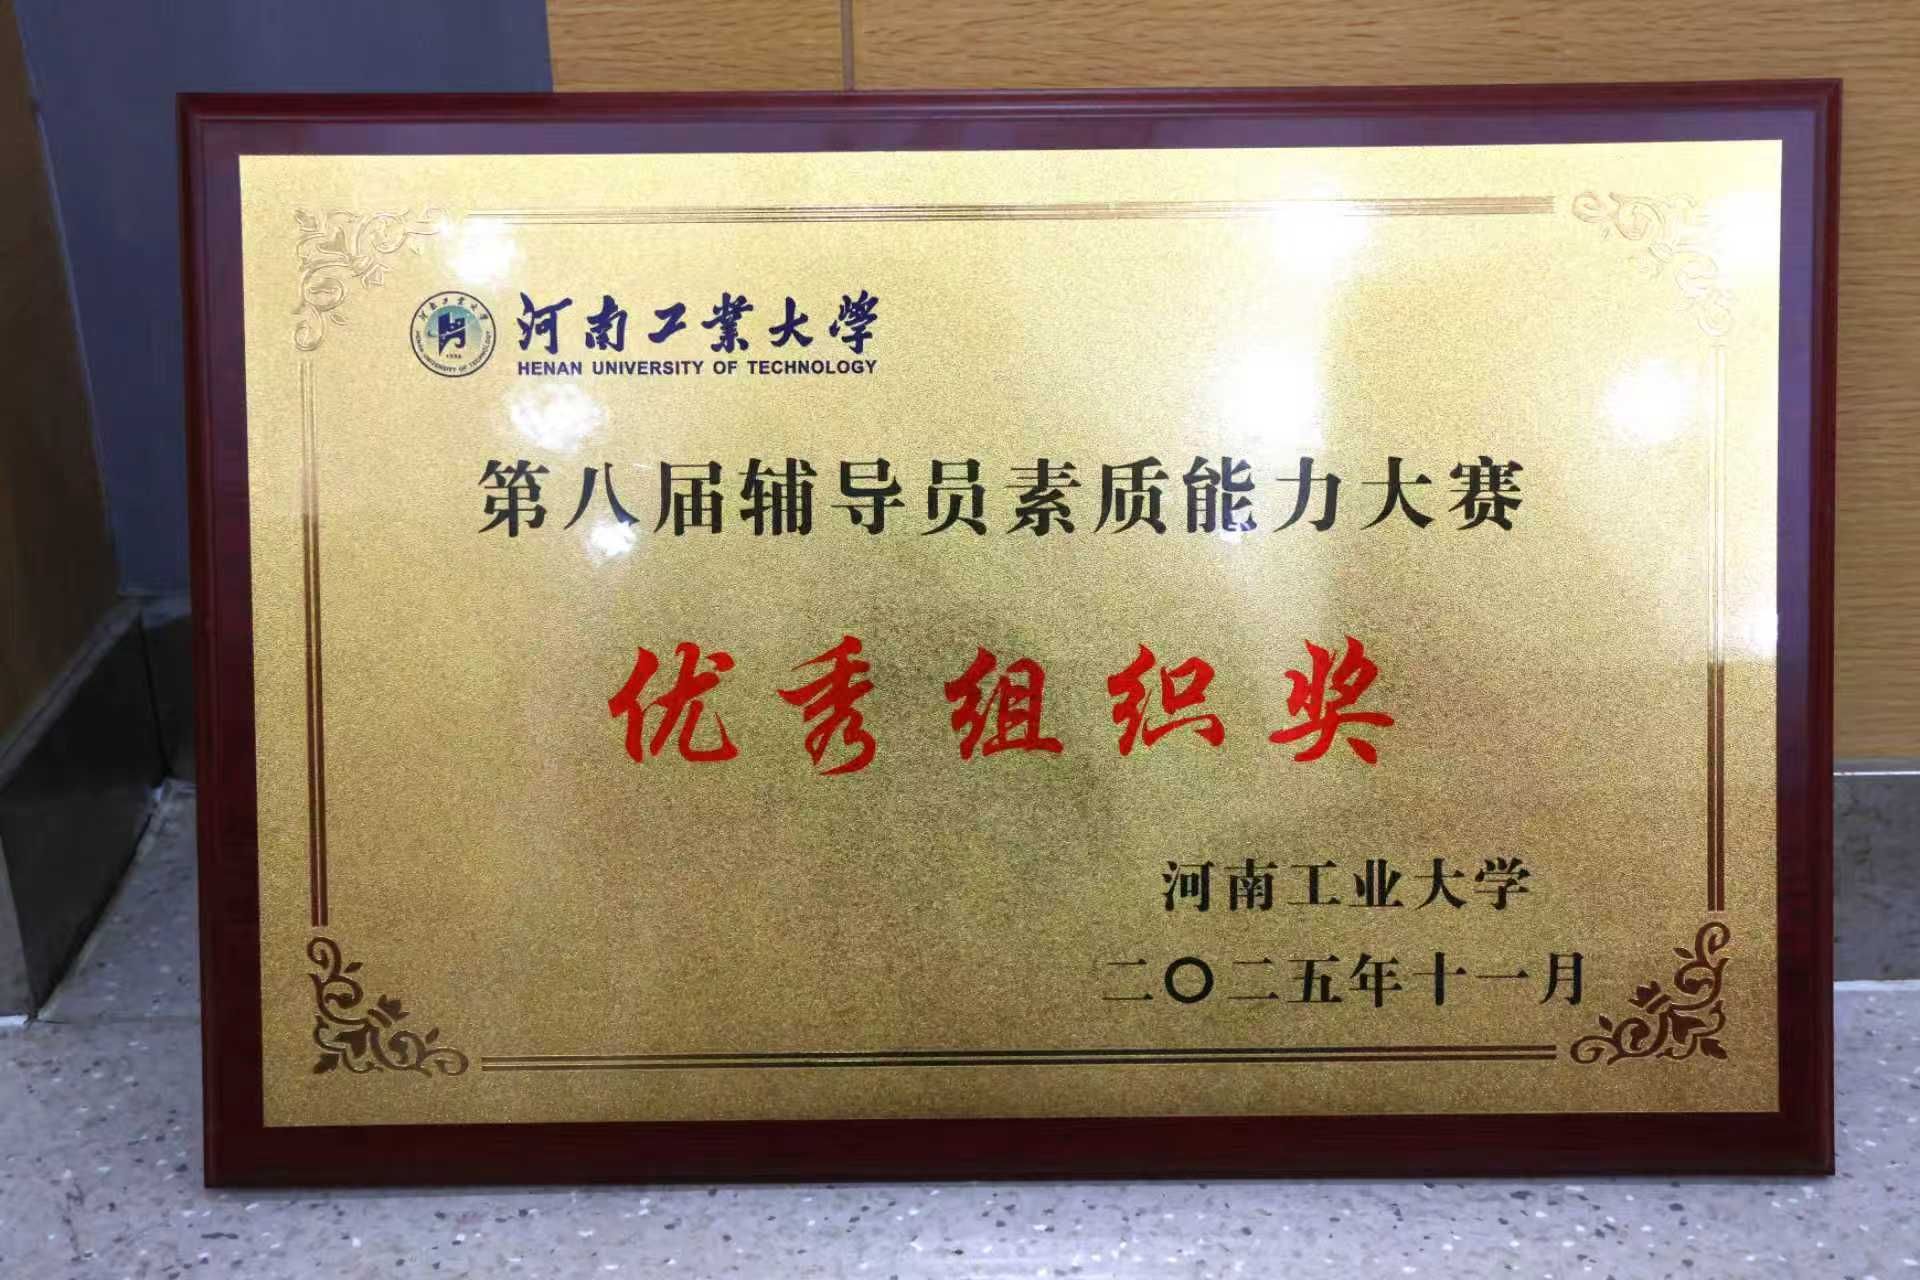 河南工業大學
HENAN UNIVERSITY OF TECHNOLOGY
第八届辅导员素质能力大赛
优秀组织奖
河南工业大学
二〇二五年十一月